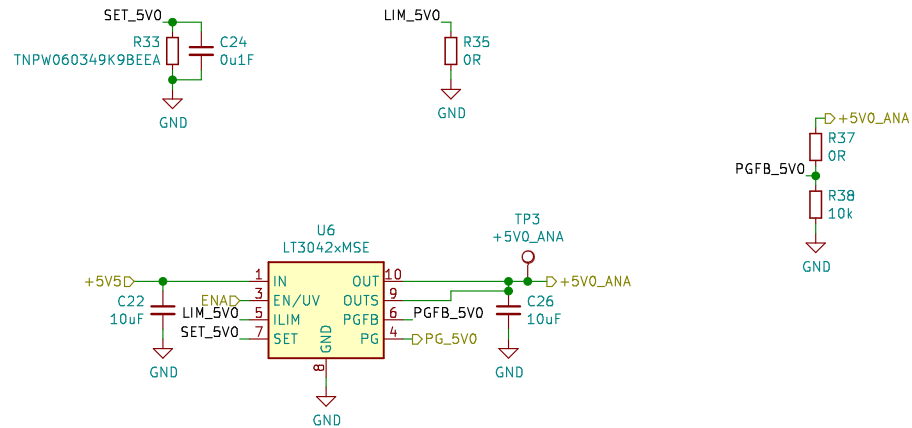 SET_5V0
R33
TNPW060349K9BEEA
C24
0u1F
GND
LIM_5V0
R35
0R
GND
+5V0_ANA
R37
0R
PGFB_5V0
R38
10k
GND
U6
LT3042xMSE
TP3
+5V0_ANA
+5V5
1
IN
OUT
10
+5V0_ANA
ENA
3
EN/UV
OUTS
9
C22
10uF
LIM_5V0
5
ILIM
PGFB
6
PGFB_5V0
C26
10uF
SET_5V0
7
SET
GND
PG
4
PG_5V0
8
GND
GND
GND